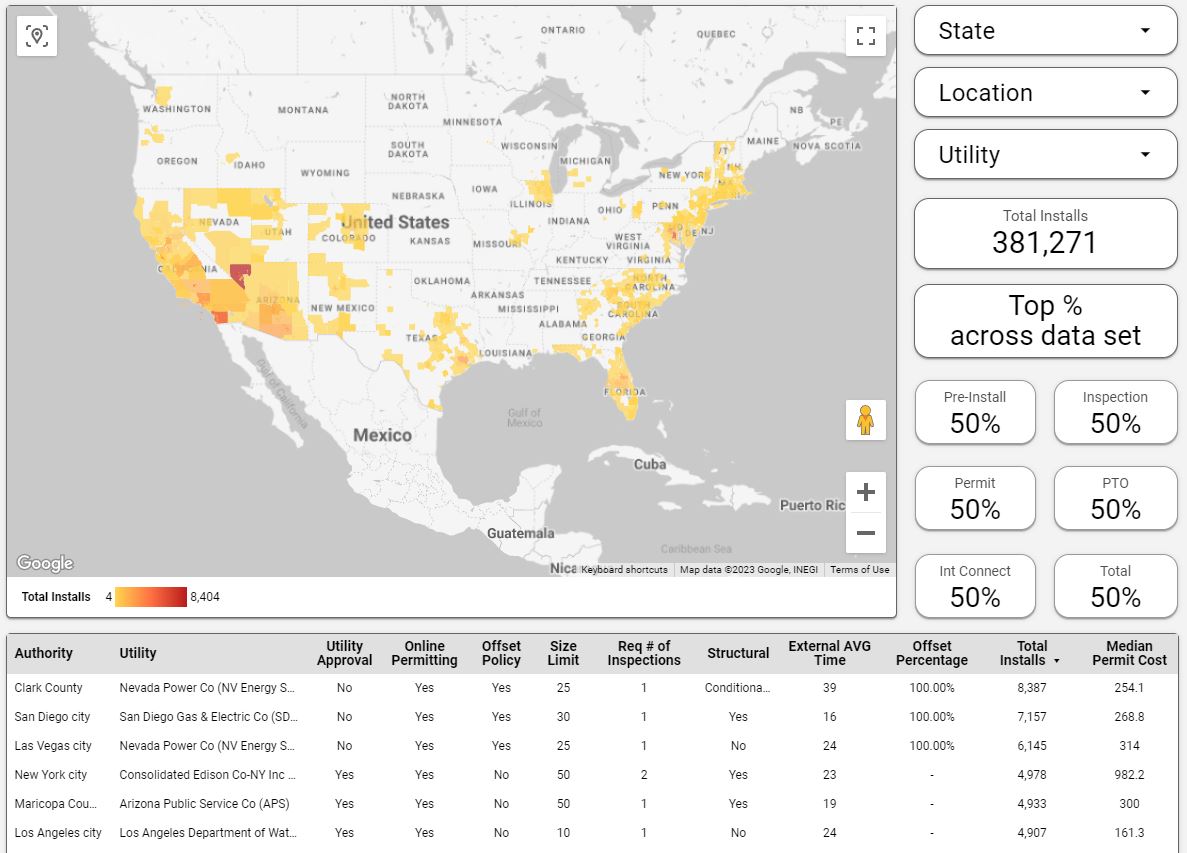 ONTARIO
QUEBEC
WASHINGTON
MONTANA
NORTH
DAKOTA
MINNESOTA
NB
PE
MAINE
NOVA SCOTIA
OREGON
IDAHO
SOUTH
DAKOTA
WISCONSIN
MICHIGAN
VT
NH
WYOMING
NEW YORK
NEBRASKA
IOWA
ILLINOIS
PENN
NEVADA
United States
OHIO
INDIANA
UTAH
COLORADO
KANSAS
MISSOURI
WEST
VIRGINIA
DE
NJ
CALIFORNIA
KENTUCKY
VIRGINIA
ARIZONA
OKLAHOMA
TENNESSEE
NORTH
CAROLINA
NEW MEXICO
ARKANSAS
MISSISSIPPI
SOUTH
CAROLINA
ALABAMA
TEXAS
GEORGIA
LOUISIANA
Gulf of
California
FLORIDA
Gulf of
Mexico
Mexico
Cuba
Puerto Ric
Guatemala
Caribbean Sea
Google
Nica
Keyboard shortcuts
Map data ©2023 Google, INEGI
Terms of Use
Total Installs 4 8,404
State
Location
Utility
Total Installs
381,271
Top %
across data set
Pre-Install
50%
Inspection
50%
Permit
50%
PTO
50%
Int Connect
50%
Total
50%
Authority Utility Utility Approval Online Permitting Offset Policy Size Limit Req # of Inspections Structural External AVG Time Offset Percentage Total Installs Median Permit Cost
Clark County Nevada Power Co (NV Energy S... No Yes Yes 25 1 Conditiona... 39 100.00% 8,387 254.1
San Diego city San Diego Gas & Electric Co (SD... No Yes Yes 30 1 Yes 16 100.00% 7,157 268.8
Las Vegas city Nevada Power Co (NV Energy S... No Yes Yes 25 1 No 24 100.00% 6,145 314
New York city Consolidated Edison Co-NY Inc ... Yes Yes No 50 2 Yes 23 - 4,978 982.2
Maricopa Cou... Arizona Public Service Co (APS) Yes Yes No 50 1 Yes 19 - 4,933 300
Los Angeles city Los Angeles Department of Wat... Yes Yes No 10 1 No 24 - 4,907 161.3